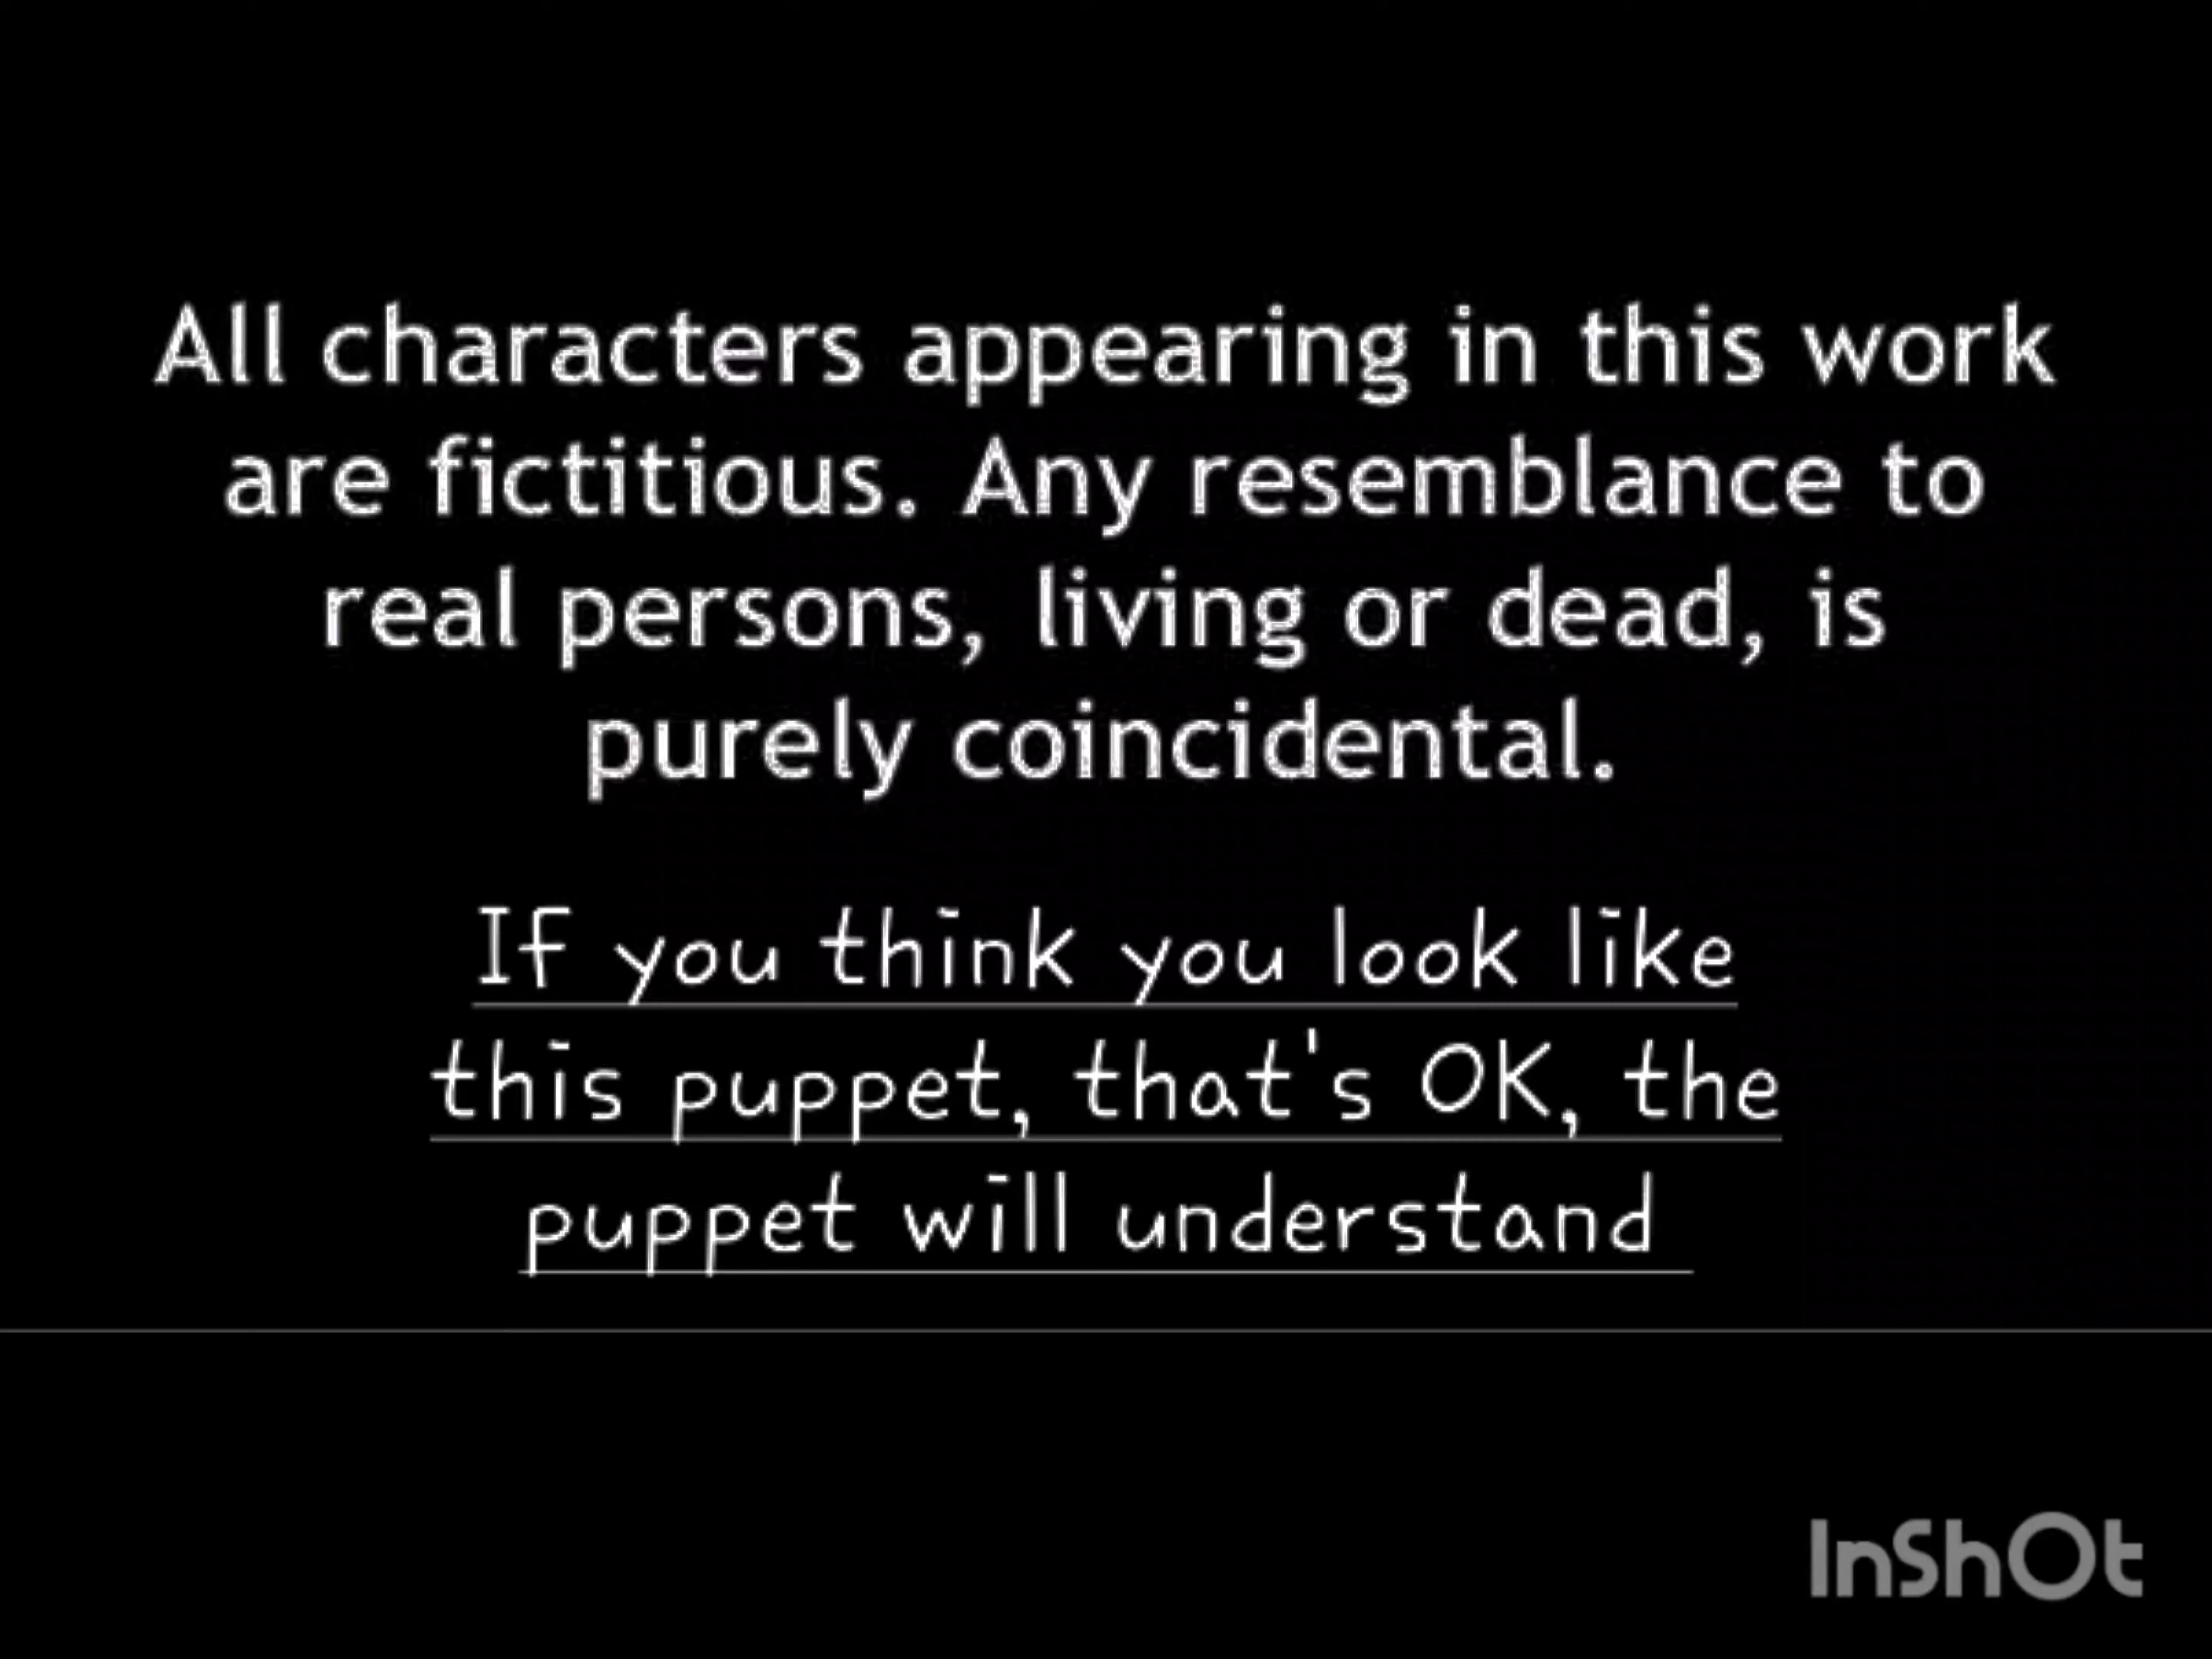 All characters appearing in this work
are fictitious. Any resemblance to
real persons, living or dead, is
purely coincidental.
If you think you look like
this puppet, that's OK, the
puppet will understand
InShOt